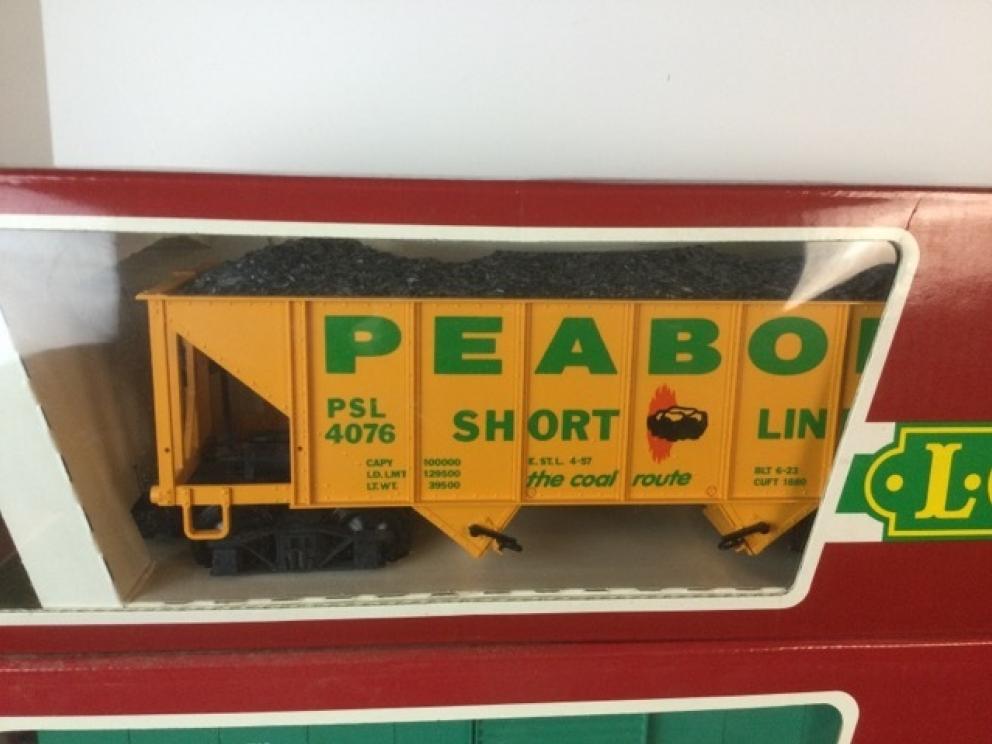 PEABO
PSL
4076
SHORT LIN
CAPY 100000
LD.LMT 129500
LT.WT. 39500
E.ST.L. 4-57
the coal route
BLT 6-23
CUFT 1880
L.